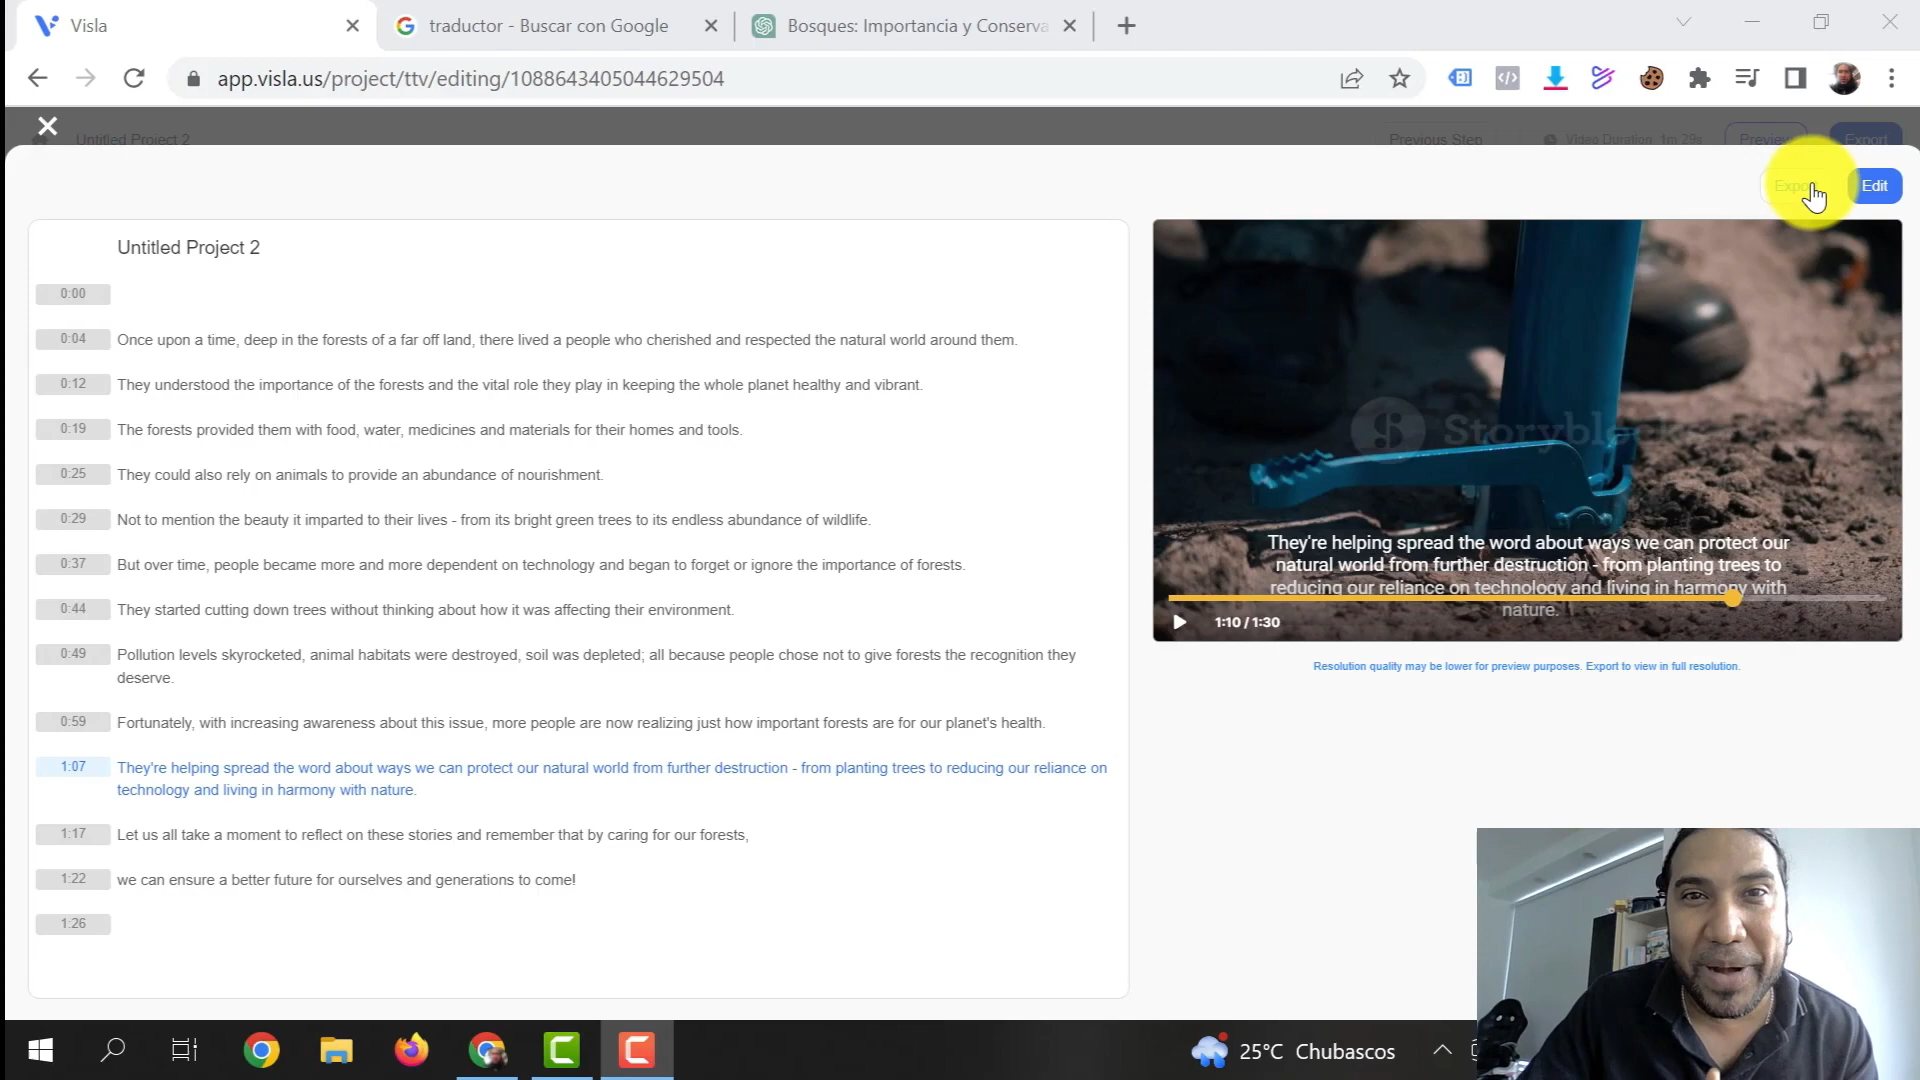 Visla
traductor - Buscar con Google
Bosques: Importancia y Conserva
app.visla.us/project/ttv/editing/1088643405044629504
Untitled Project 2
Previous Step
Video Duration 1m 29s
Preview
Export
Export
Edit
Untitled Project 2
0:00
0:04 Once upon a time, deep in the forests of a far off land, there lived a people who cherished and respected the natural world around them.
0:12 They understood the importance of the forests and the vital role they play in keeping the whole planet healthy and vibrant.
0:19 The forests provided them with food, water, medicines and materials for their homes and tools.
0:25 They could also rely on animals to provide an abundance of nourishment.
0:29 Not to mention the beauty it imparted to their lives - from its bright green trees to its endless abundance of wildlife.
0:37 But over time, people became more and more dependent on technology and began to forget or ignore the importance of forests.
0:44 They started cutting down trees without thinking about how it was affecting their environment.
0:49 Pollution levels skyrocketed, animal habitats were destroyed, soil was depleted; all because people chose not to give forests the recognition they
deserve.
0:59 Fortunately, with increasing awareness about this issue, more people are now realizing just how important forests are for our planet's health.
1:07 They're helping spread the word about ways we can protect our natural world from further destruction - from planting trees to reducing our reliance on
technology and living in harmony with nature.
1:17 Let us all take a moment to reflect on these stories and remember that by caring for our forests,
1:22 we can ensure a better future for ourselves and generations to come!
1:26
Storybl
They're helping spread the word about ways we can protect our
natural world from further destruction - from planting trees to
reducing our reliance on technology and living in harmony with
nature.
1:10 / 1:30
Resolution quality may be lower for preview purposes. Export to view in full resolution.
25°C Chubascos